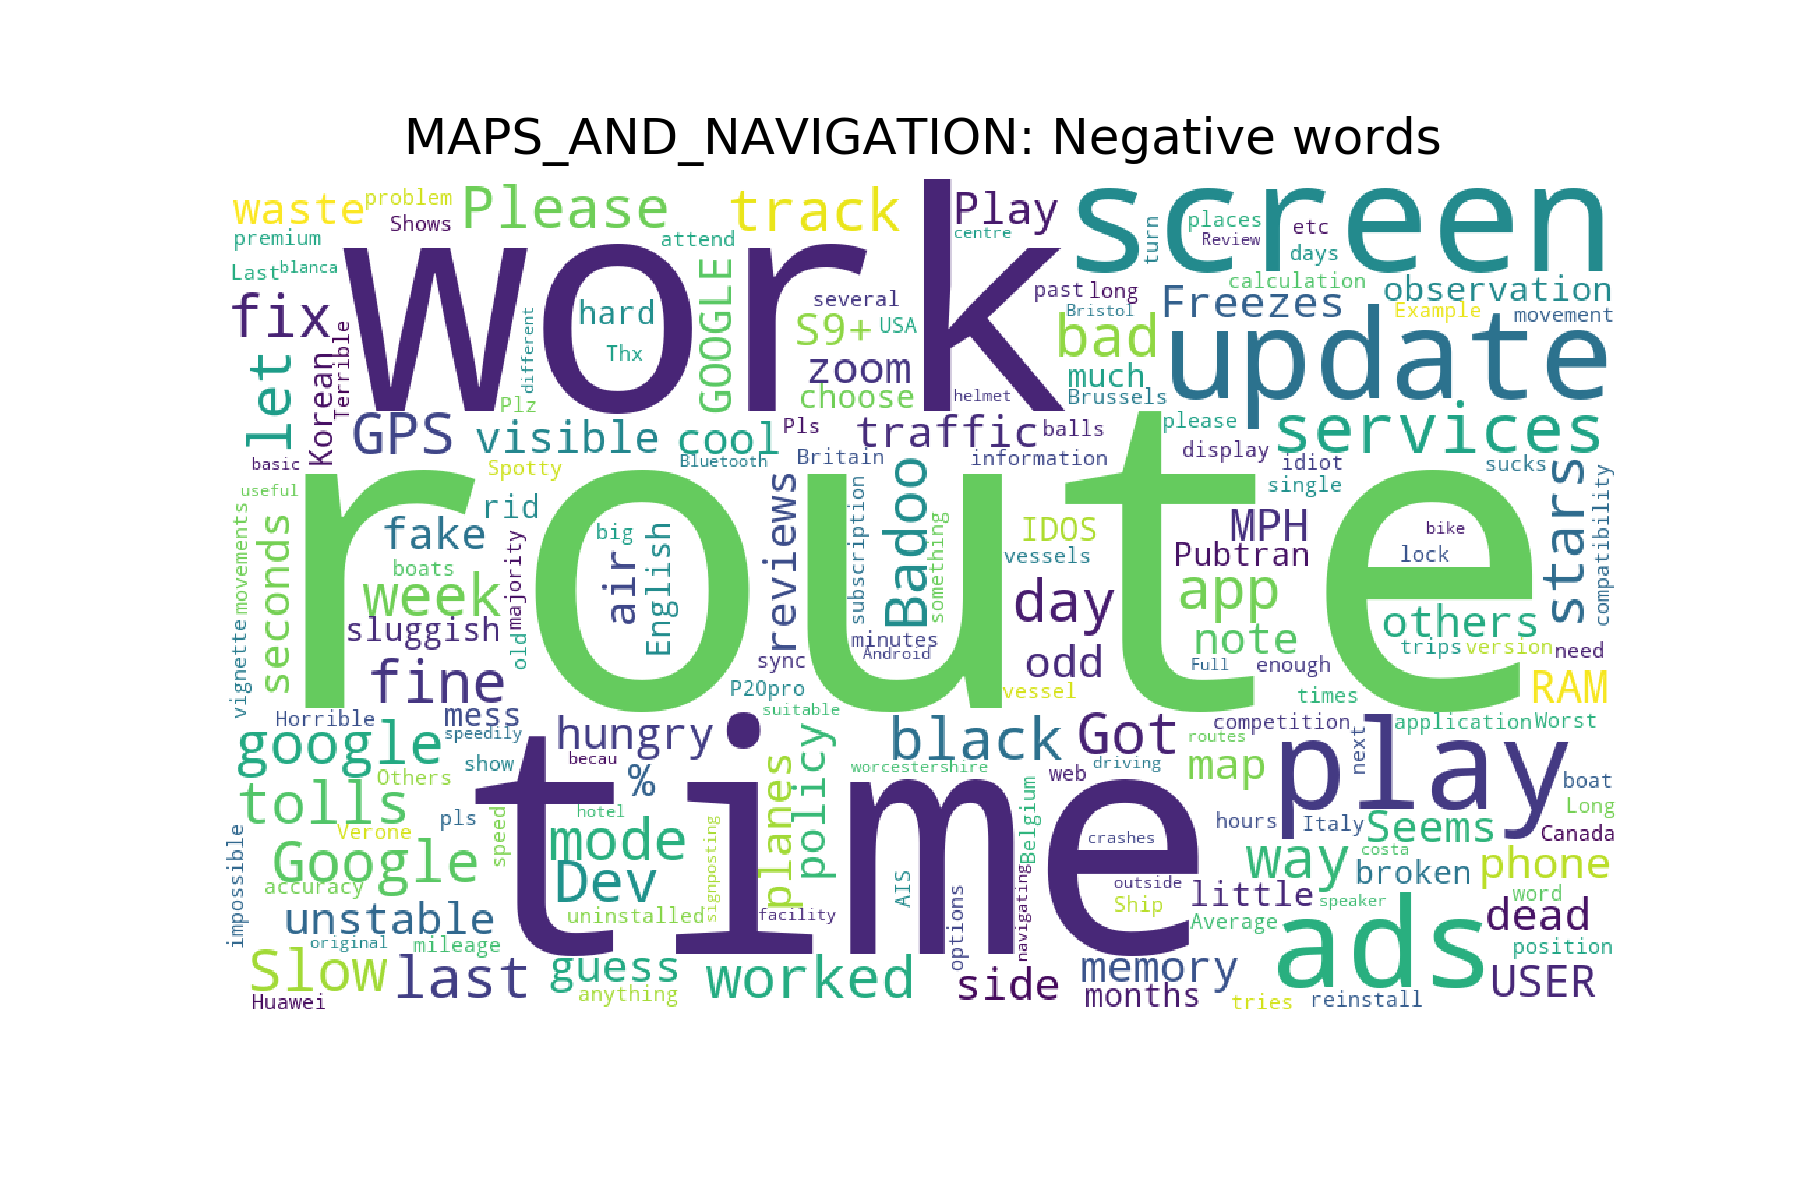 MAPS_AND_NAVIGATION: Negative words
waste
problem
Shows
Please
track
work
Play
screen
places
Review
etc
days
turn
premium
attend
centre
Last
blanca
calculation
observation
fix
hard
GOOGLE
several
past
long
Freezes
Example
movement
Bristol
S9+
USA
bad
update
let
Korean
Terrible
different
Thx
zoom
much
choose
helmet
Brussels
Plz
GPS
visible
cool
Pls
traffic
balls
please
services
basic
Spotty
Bluetooth
Britain
information
display
idiot
sucks
useful
single
route
rid
reviews
subscription
Badoo
something
IDOS
MPH
bike
stars
compatibility
seconds
movements
fake
big
air
English
vessels
Pubtran
lock
boats
week
majority
day
app
sluggish
old
minutes
Android
note
others
trips
version
need
vignette
fine
sync
odd
Full
enough
P20pro
vessel
times
RAM
Horrible
mess
suitable
competition
application
Worst
google
speedily
hungry
becau
black
Got
routes
next
play
show
Others
%
planes
policy
worcestershire
web
driving
map
boat
tolls
pls
hotel
time
Long
Verone
speed
mode
signposting
Belgium
crashes
hours
Italy
Seems
Canada
impossible
Google
costa
way
broken
phone
accuracy
Dev
AIS
outside
little
speaker
word
unstable
uninstalled
facility
options
navigating
Ship
Average
ads
dead
original
mileage
position
Slow
last
guess
worked
side
memory
USER
Huawei
anything
months
tries
reinstall